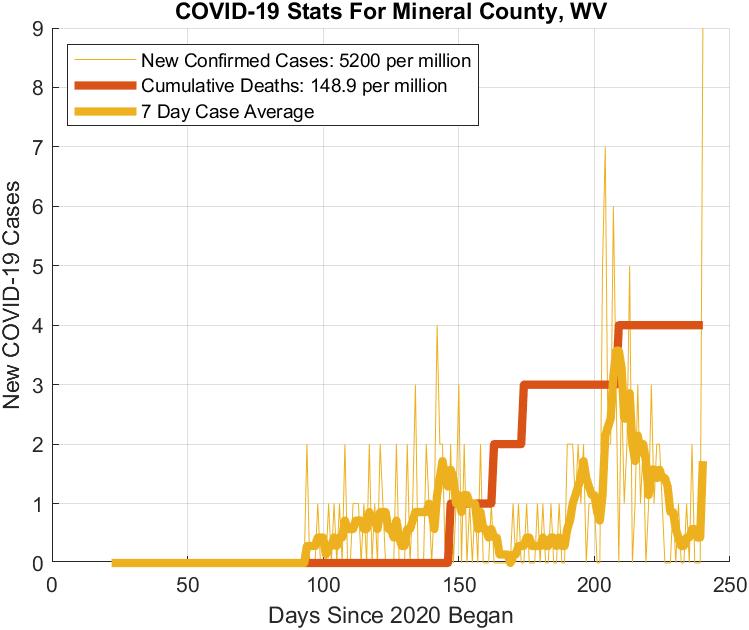 COVID-19 Stats For Mineral County, WV
New Confirmed Cases: 5200 per million
Cumulative Deaths: 148.9 per million
7 Day Case Average
New COVID-19 Cases
9
8
7
6
5
4
3
2
1
0
0 50 100 150 200 250
Days Since 2020 Began